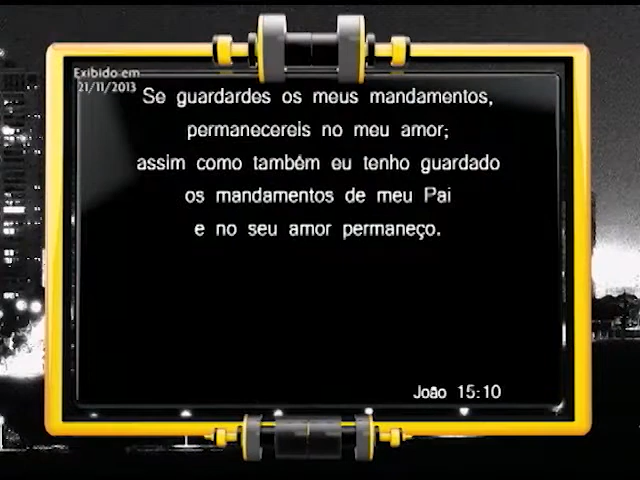 Exibido em
21/11/2013
Se guardardes os meus mandamentos,
permanecereis no meu amor;
assim como também eu tenho guardado
os mandamentos de meu Pai
e no seu amor permaneço.
João 15:10